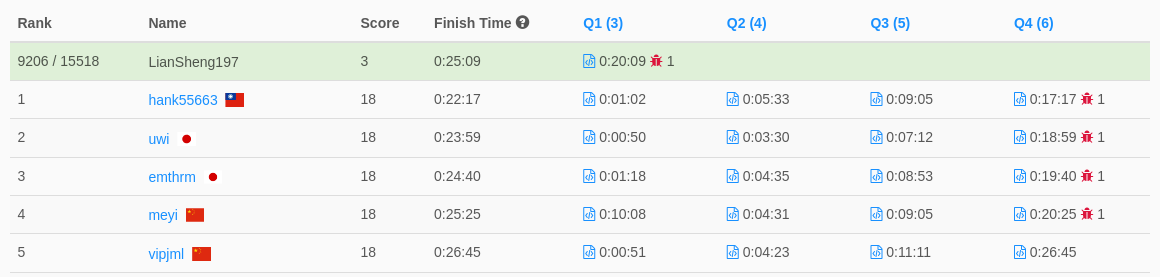 Rank Name Score Finish Time Q1 (3) Q2 (4) Q3 (5) Q4 (6)
9206 / 15518 LianSheng197 3 0:25:09 0:20:09 1
1 hank55663 18 0:22:17 0:01:02 0:05:33 0:09:05 0:17:17 1
2 uwi 18 0:23:59 0:00:50 0:03:30 0:07:12 0:18:59 1
3 emthrm 18 0:24:40 0:01:18 0:04:35 0:08:53 0:19:40 1
4 meyi 18 0:25:25 0:10:08 0:04:31 0:09:05 0:20:25 1
5 vipjml 18 0:26:45 0:00:51 0:04:23 0:11:11 0:26:45